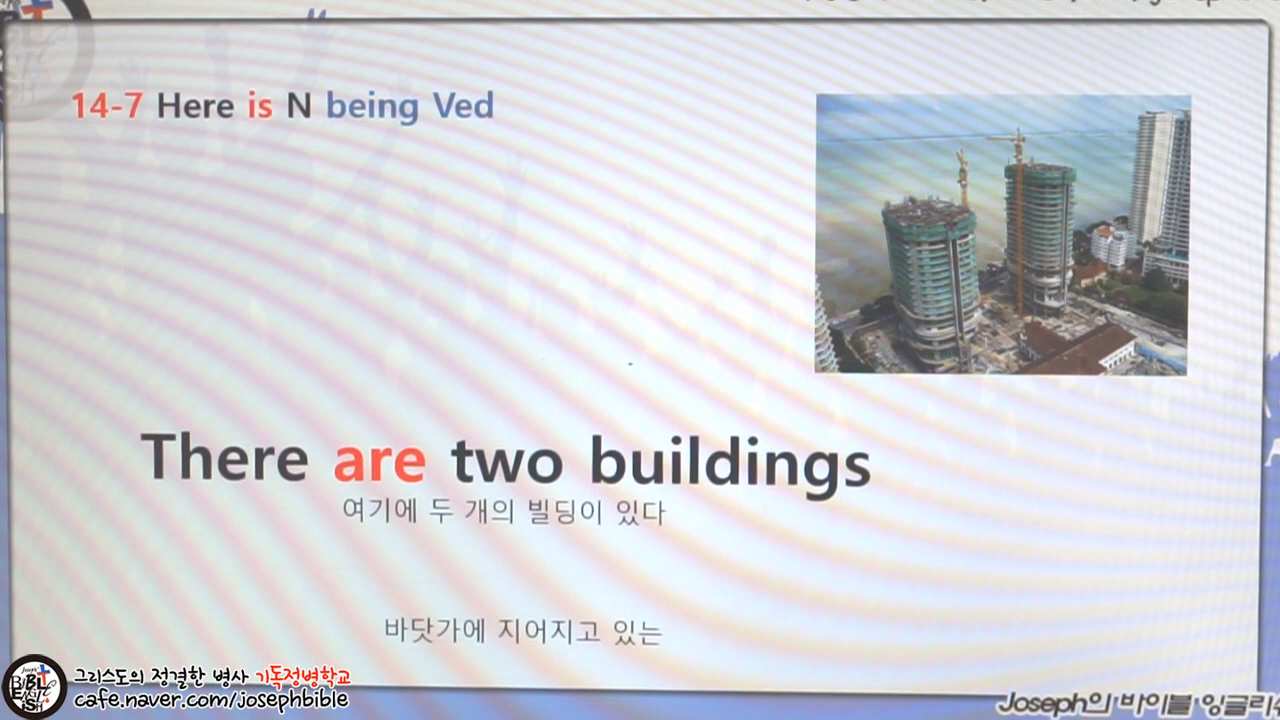 14-7 Here is N being Ved
There are two buildings
여기에 두 개의 빌딩이 있다
바닷가에 지어지고 있는
그리스도의 정결한 병사 기독정병학교
cafe.naver.com/josephbible
Joseph의 바이블 잉글리